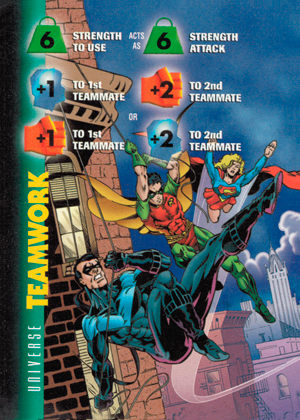 6 STRENGTH TO USE ACTS AS 6 STRENGTH ATTACK
+1 TO 1st TEAMMATE +2 TO 2nd TEAMMATE
OR
+1 TO 1st TEAMMATE +2 TO 2nd TEAMMATE
UNIVERSE
TEAMWORK